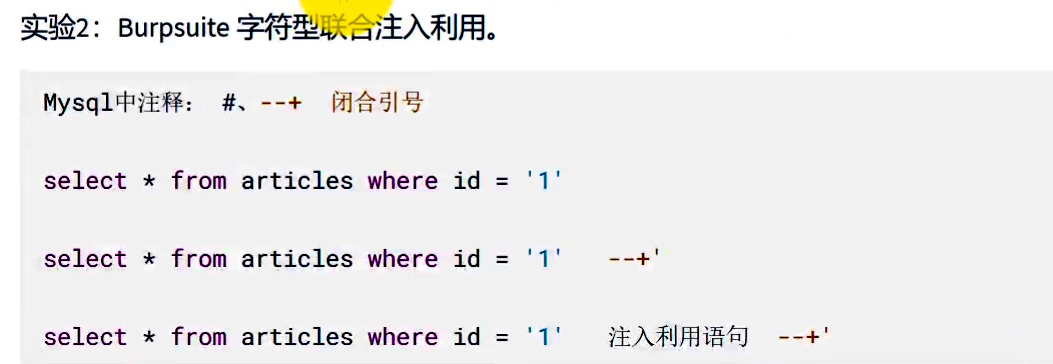 实验2：Burpsuite 字符型联合注入利用。
Mysql中注释： #、--+ 闭合引号
select * from articles where id = '1'
select * from articles where id = '1' --+'
select * from articles where id = '1' 注入利用语句 --+'